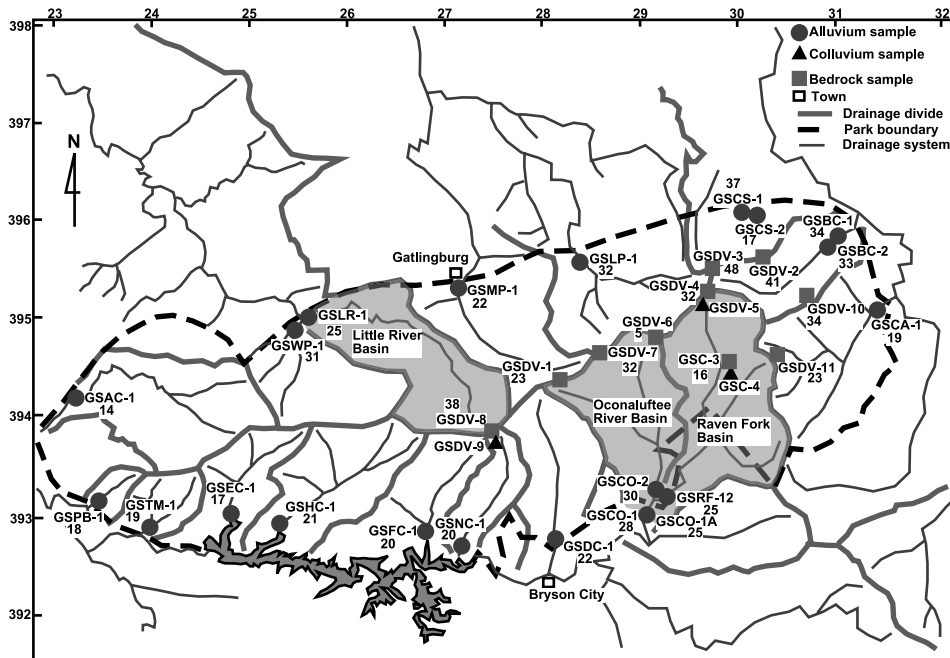 23 24 25 26 27 28 29 30 31 32
398
397
396
395
394
393
392
N
Alluvium sample
Colluvium sample
Bedrock sample
Town
Drainage divide
Park boundary
Drainage system
37
GSCS-1
GSCS-2
17
GSBC-1
34
GSBC-2
33
GSDV-3
48
GSDV-2
41
Gatlingburg
GSMP-1
22
GSLP-1
32
GSDV-4
32
GSDV-5
GSDV-10
34
GSCA-1
19
GSLR-1
25
GSWP-1
31
Little River
Basin
GSDV-6
5
GSDV-7
32
GSDV-1
23
GSC-3
16
GSC-4
GSDV-11
23
GSAC-1
14
38
GSDV-8
GSDV-9
Oconaluftee
River Basin
Raven Fork
Basin
GSPB-1
18
GSTM-1
19
GSEC-1
17
GSHC-1
21
GSFC-1
20
GSNC-1
20
GSDC-1
22
GSCO-2
30
GSRF-12
25
GSCO-1
28
GSCO-1A
25
Bryson City